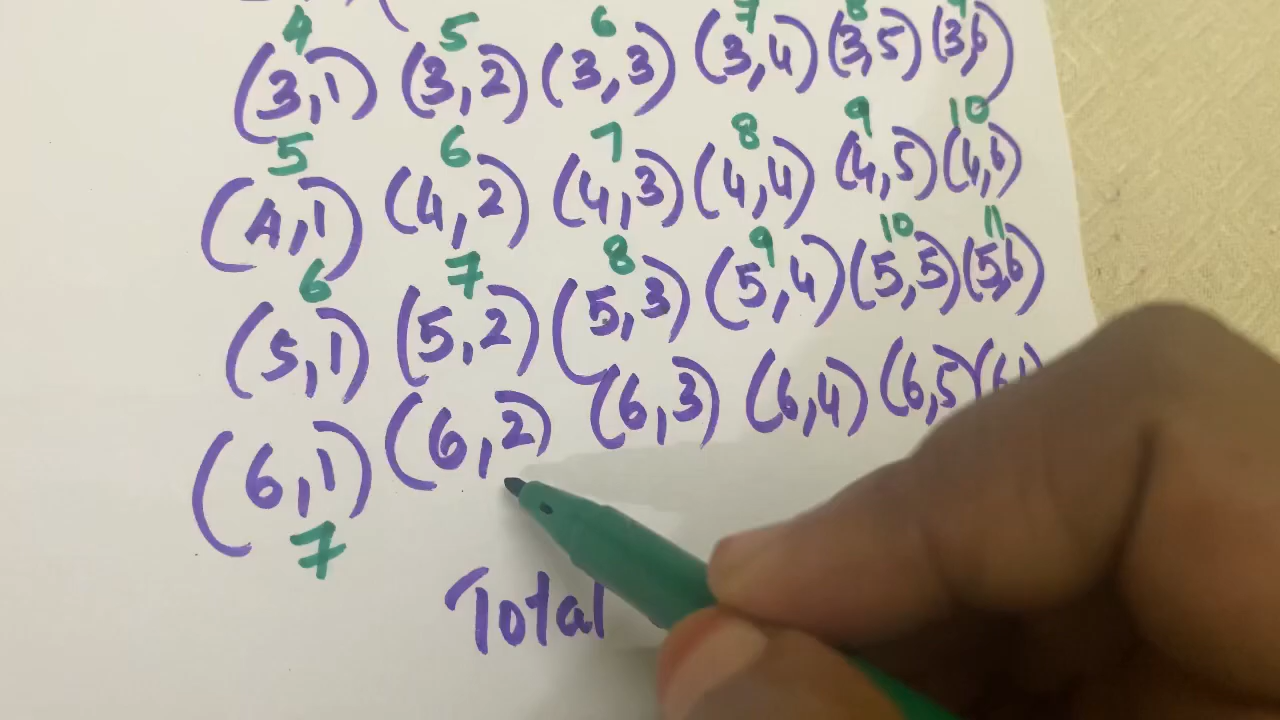 4 5 6 7 8 9
(3,1) (3,2) (3,3) (3,4) (3,5) (3,6)
5 6 7 8 9 10
(4,1) (4,2) (4,3) (4,4) (4,5) (4,6)
6 7 8 9 10 11
(5,1) (5,2) (5,3) (5,4) (5,5) (5,6)
(6,1) (6,2) (6,3) (6,4) (6,5)
7
Total